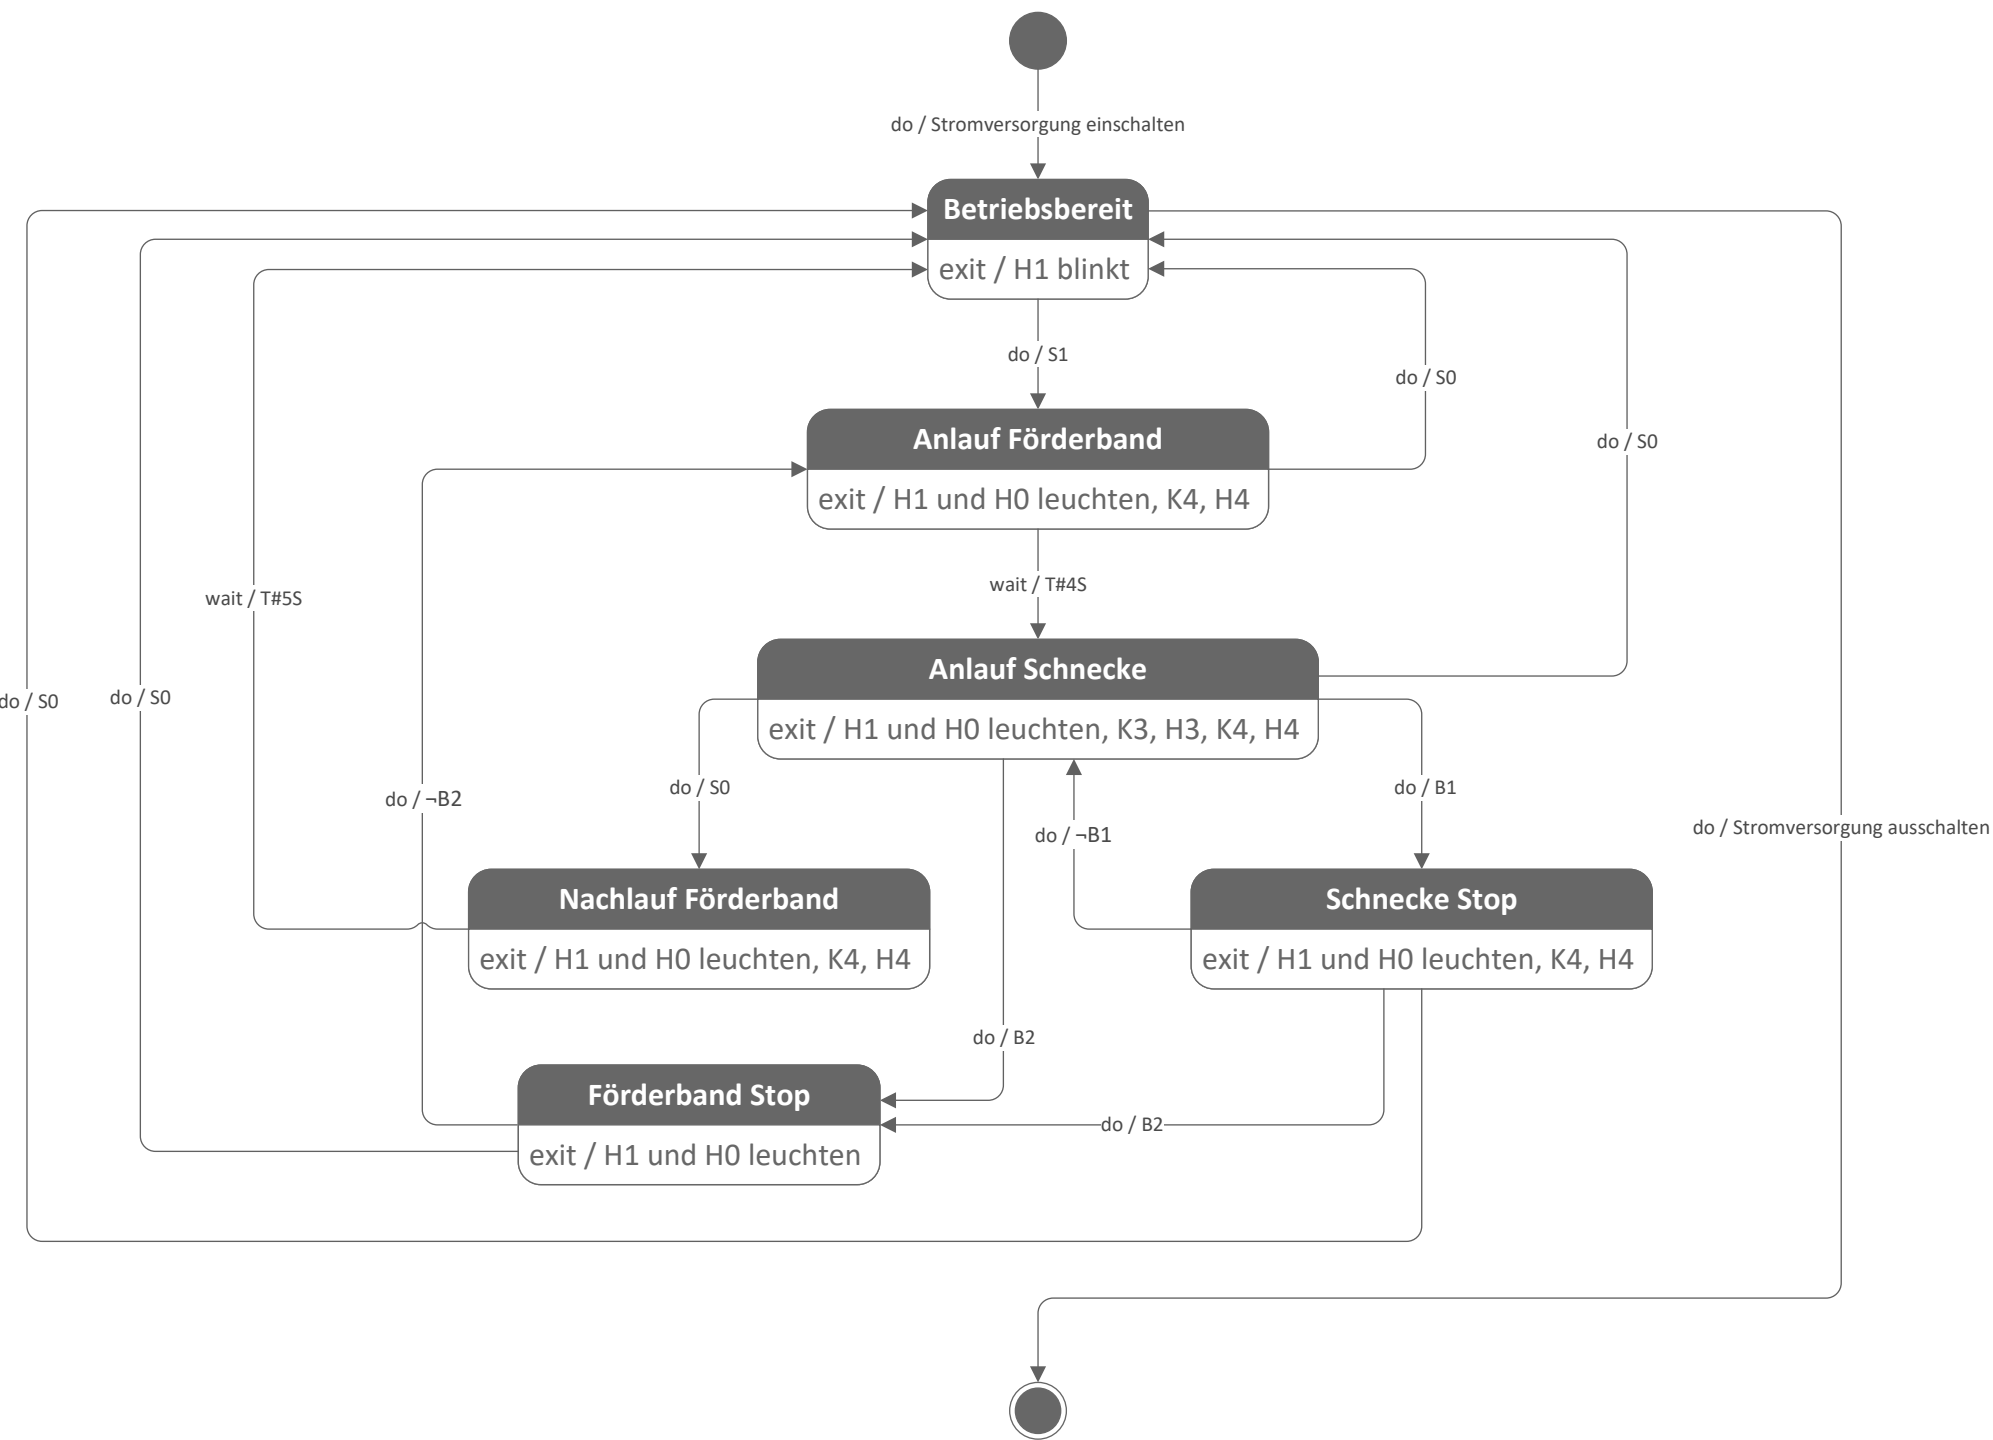 do / Stromversorgung einschalten
Betriebsbereit
exit / H1 blinkt
do / S1
do / S0
Anlauf Förderband
do / S0
exit / H1 und H0 leuchten, K4, H4
wait / T#4S
wait / T#5S
Anlauf Schnecke
do / S0
do / S0
exit / H1 und H0 leuchten, K3, H3, K4, H4
do / S0
do / B1
do / ¬B2
do / ¬B1
do / Stromversorgung ausschalten
Nachlauf Förderband
Schnecke Stop
exit / H1 und H0 leuchten, K4, H4
exit / H1 und H0 leuchten, K4, H4
do / B2
Förderband Stop
do / B2
exit / H1 und H0 leuchten